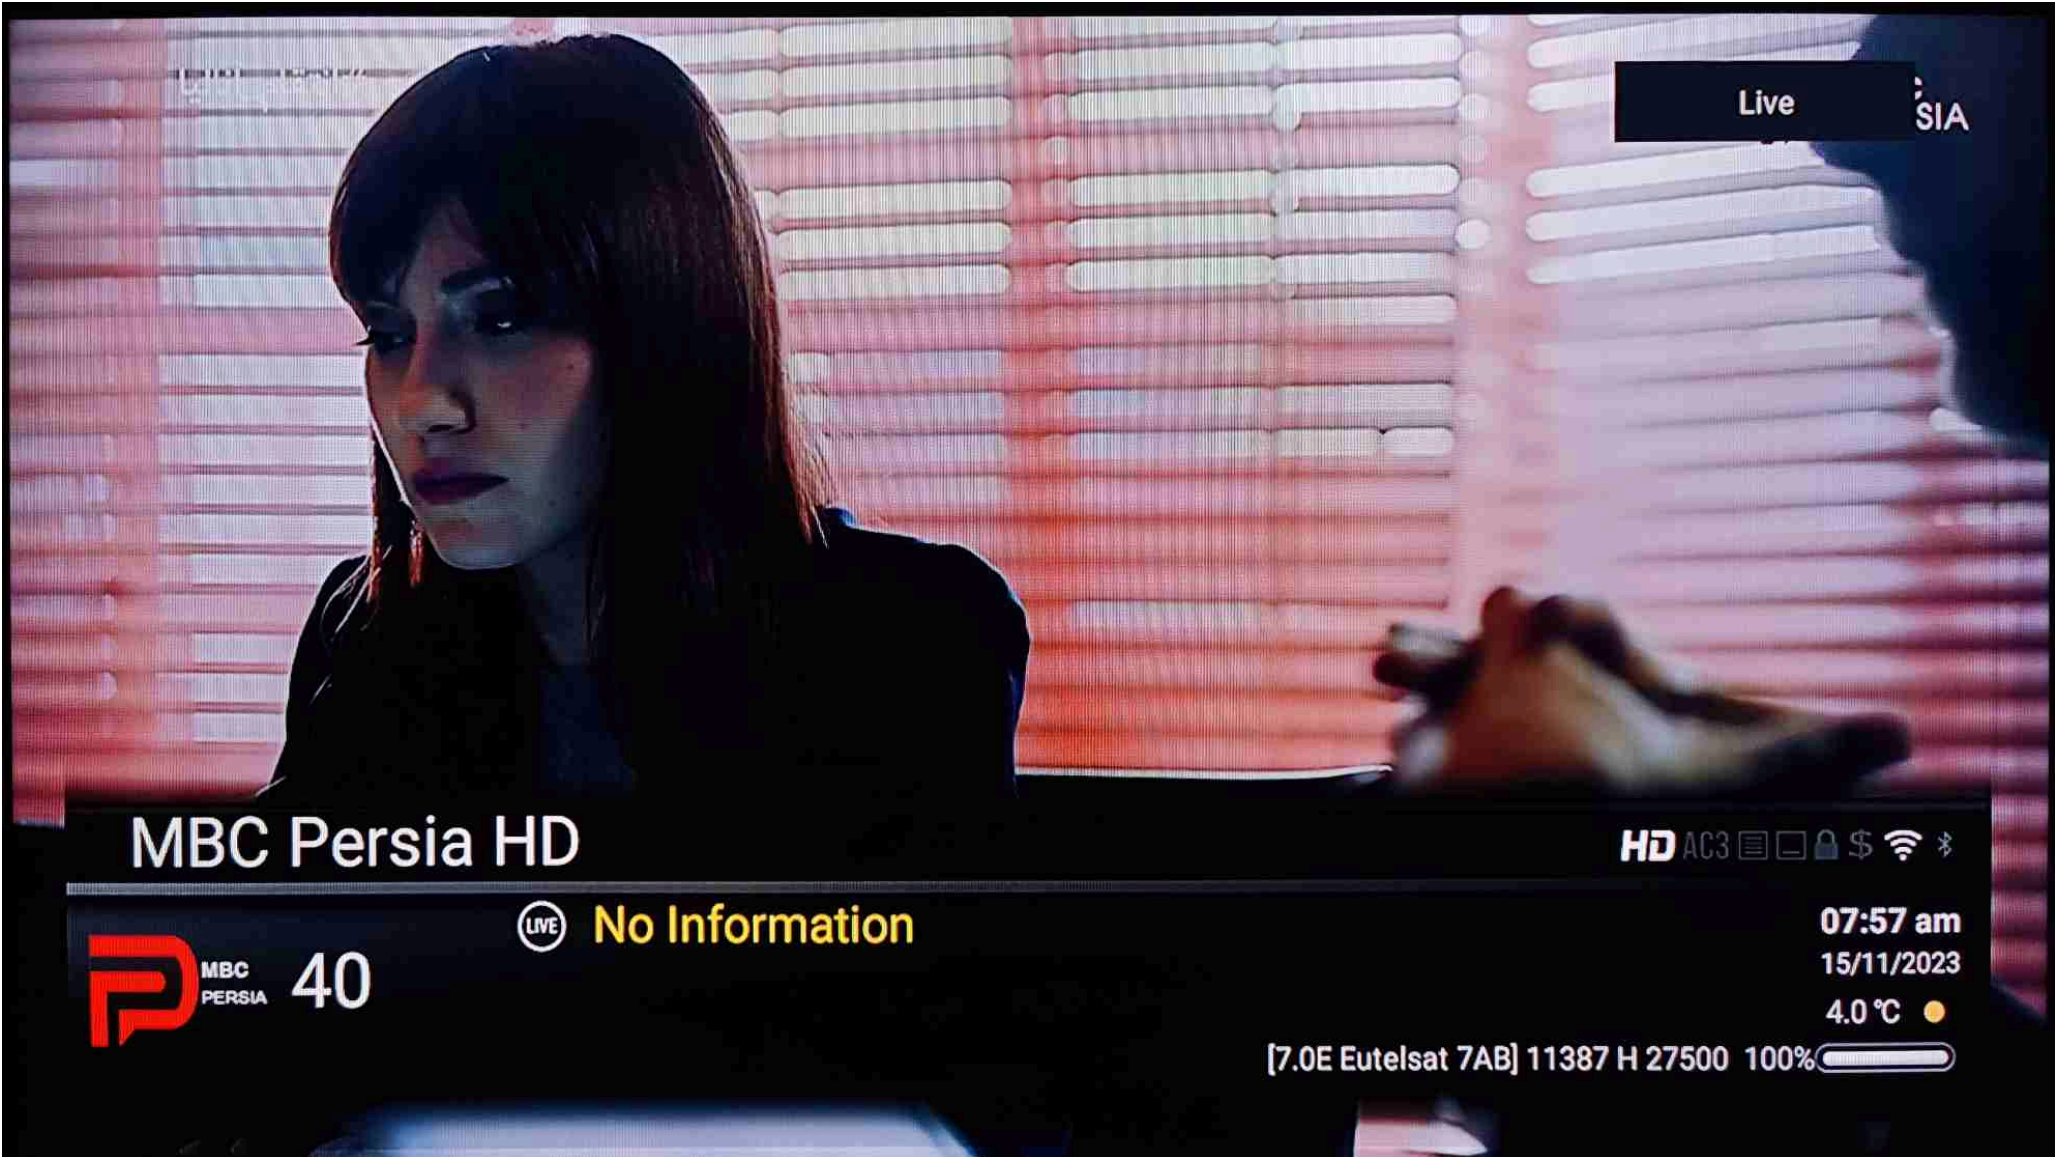 Live
SIA
MBC Persia HD
HD AC3 $
LIVE No Information
MBC
PERSIA
40
07:57 am
15/11/2023
4.0 °C
[7.0E Eutelsat 7AB] 11387 H 27500 100%